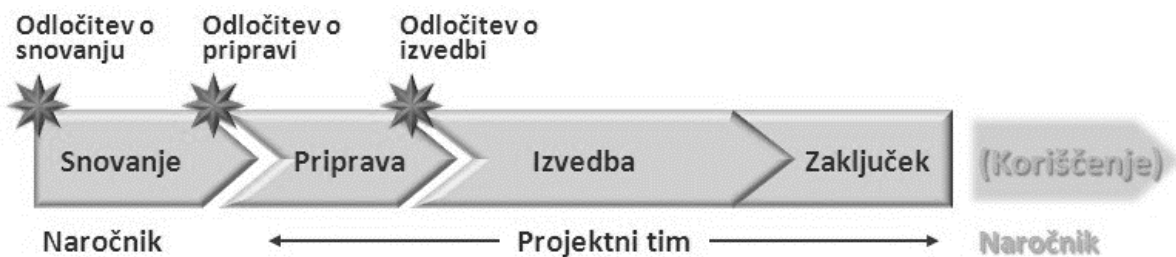 Odločitev o
snovanju
Odločitev o
pripravi
Odločitev o
izvedbi
Snovanje
Priprava
Izvedba
Zaključek
(Koriščenje)
Naročnik
Projektni tim
Naročnik